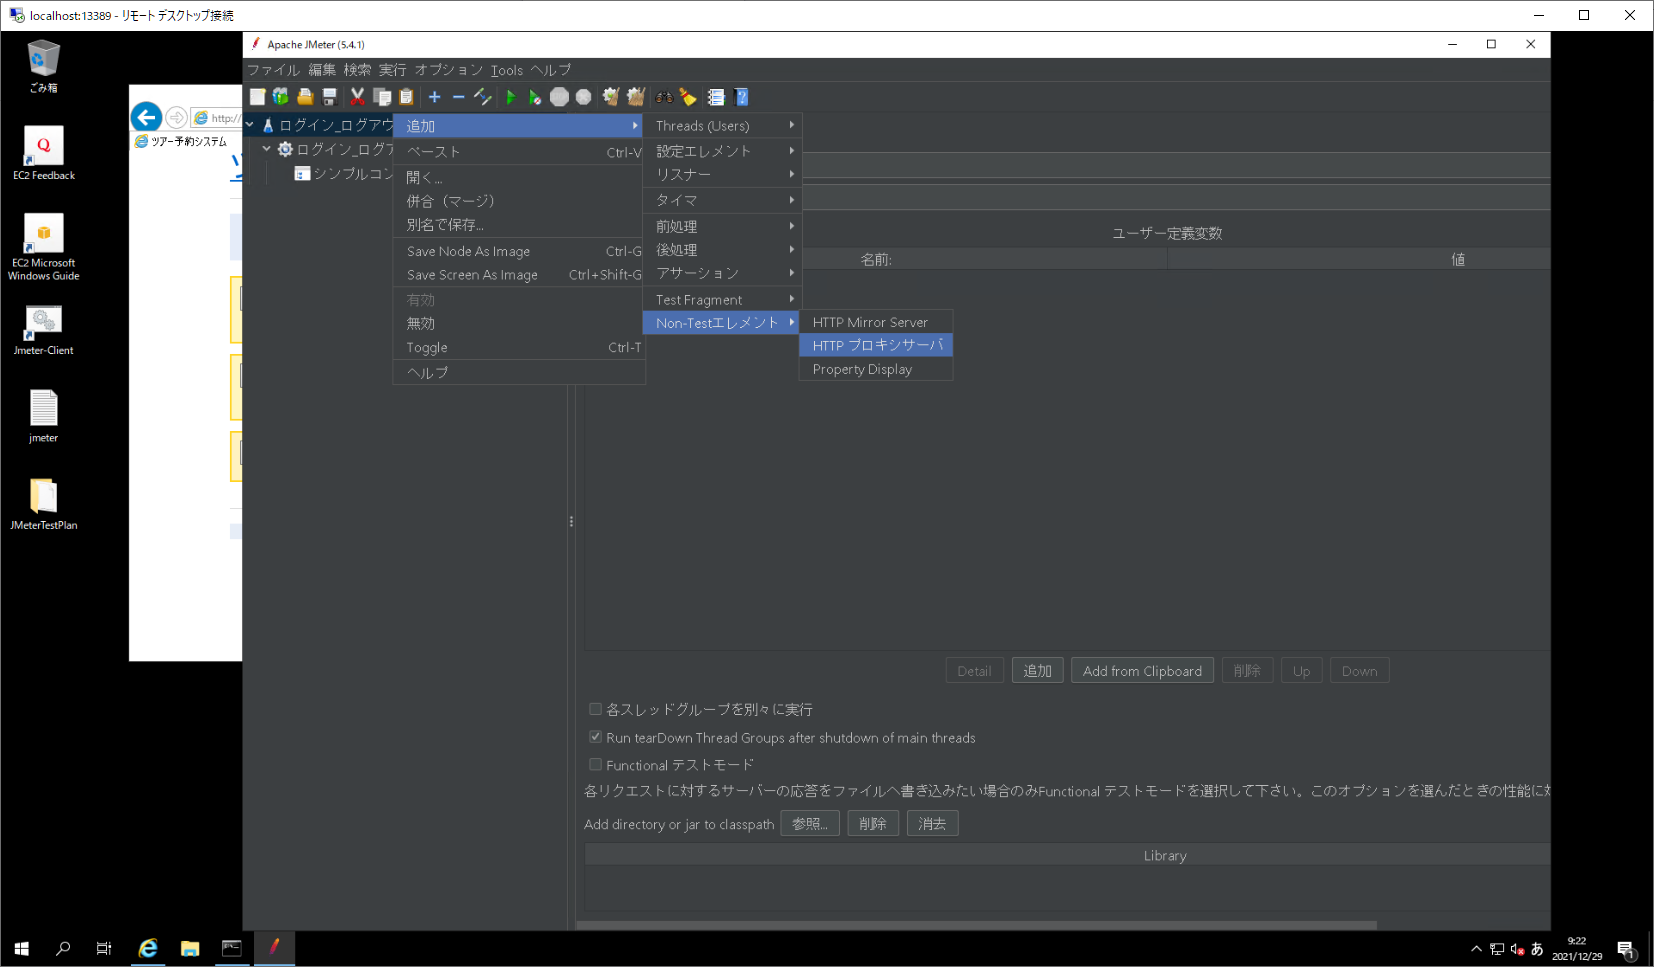 localhost:13389 - リモート デスクトップ接続
ごみ箱
EC2 Feedback
EC2 Microsoft
Windows Guide
Jmeter-Client
jmeter
JMeterTestPlan
http://
ツアー予約システム
Apache JMeter (5.4.1)
ファイル 編集 検索 実行 オプション Tools ヘルプ
ログイン_ログアウ
ログイン_ログア
シンプルコン
追加
ペースト Ctrl-V
開く...
併合（マージ）
別名で保存...
Save Node As Image Ctrl-G
Save Screen As Image Ctrl+Shift-G
有効
無効
Toggle Ctrl-T
ヘルプ
Threads (Users)
設定エレメント
リスナー
タイマ
前処理
後処理
アサーション
Test Fragment
Non-Testエレメント
HTTP Mirror Server
HTTP プロキシサーバ
Property Display
ユーザー定義変数
名前: 値
Detail 追加 Add from Clipboard 削除 Up Down
各スレッドグループを別々に実行
Run tearDown Thread Groups after shutdown of main threads
Functional テストモード
各リクエストに対するサーバーの応答をファイルへ書き込みたい場合のみFunctional テストモードを選択して下さい。このオプションを選んだときの性能に
Add directory or jar to classpath 参照... 削除 消去
Library
あ
9:22
2021/12/29
1